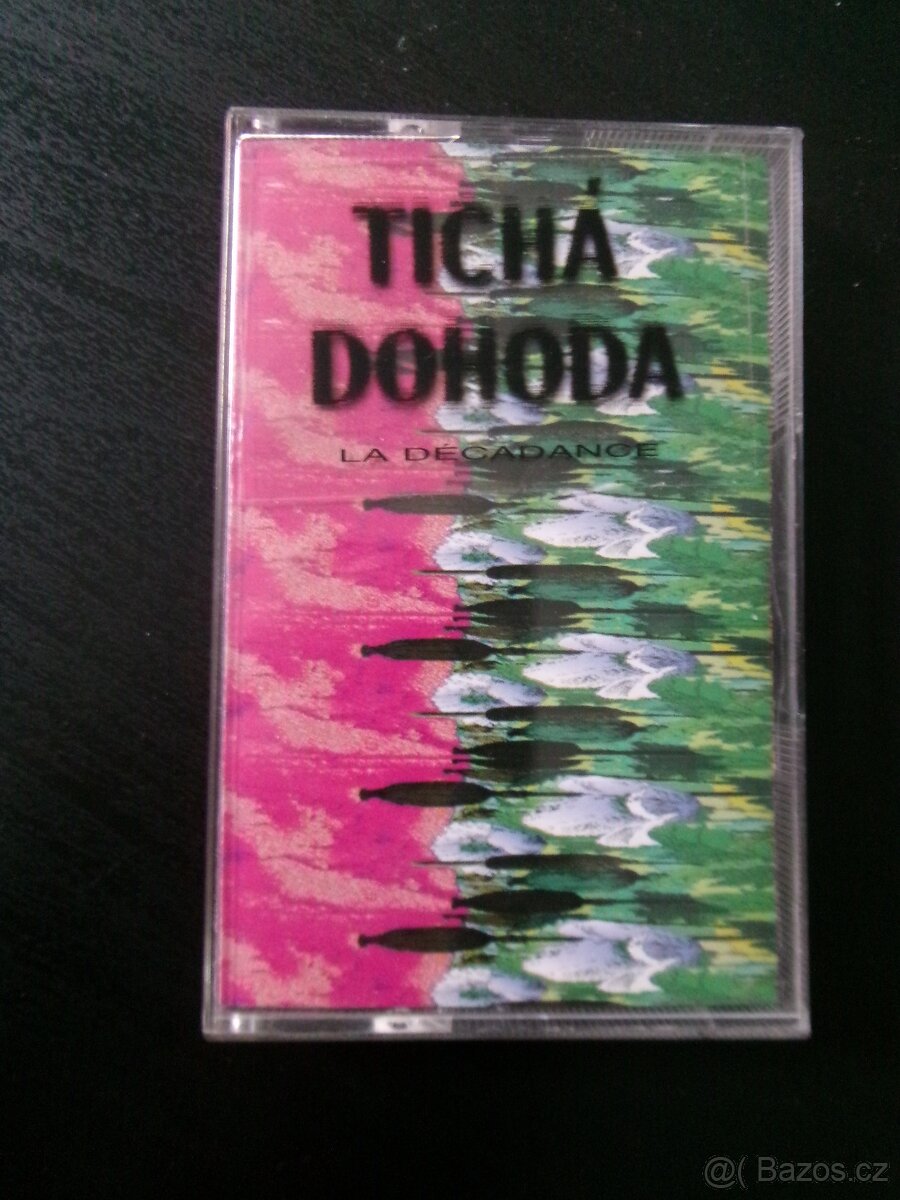 TICHÁ
DOHODA
LA DÉCADANCE
@( Bazos.cz